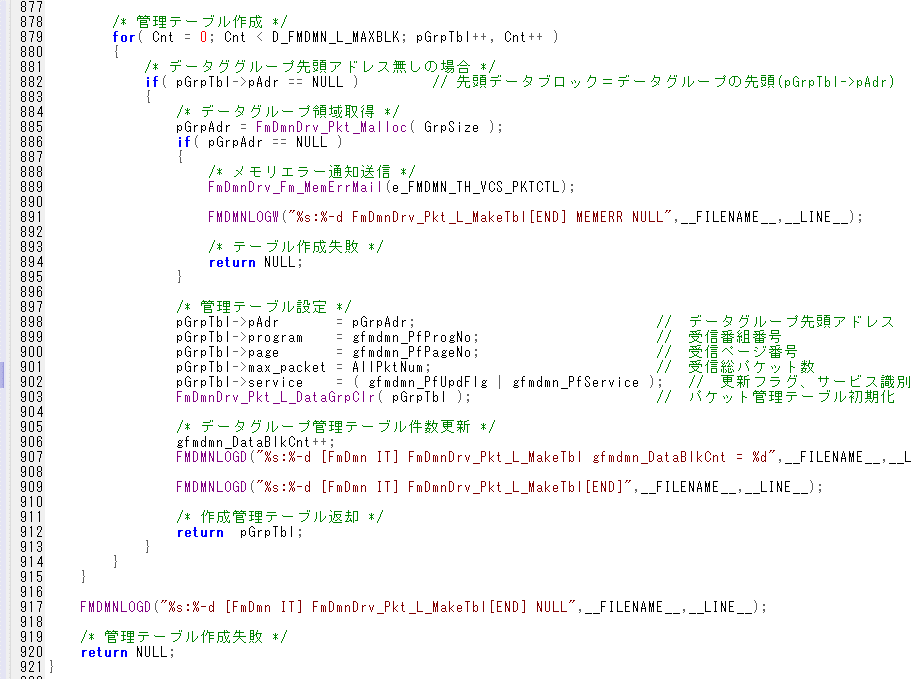 877
878 /* 管理テーブル作成 */
879 for( Cnt = 0; Cnt < D_FMDMN_L_MAXBLK; pGrpTbl++, Cnt++ )
880 {
881 /* データググループ先頭アドレス無しの場合 */
882 if( pGrpTbl->pAdr == NULL ) // 先頭データブロック=データグループの先頭(pGrpTbl->pAdr)
883 {
884 /* データグループ領域取得 */
885 pGrpAdr = FmDmnDrv_Pkt_Malloc( GrpSize );
886 if( pGrpAdr == NULL )
887 {
888 /* メモリエラー通知送信 */
889 FmDmnDrv_Fm_MemErrMail(e_FMDMN_TH_VCS_PKTCTL);
890
891 FMDMNLOGW("%s:%-d FmDmnDrv_Pkt_L_MakeTbl[END] MEMERR NULL",__FILENAME__,__LINE__);
892
893 /* テーブル作成失敗 */
894 return NULL;
895 }
896
897 /* 管理テーブル設定 */
898 pGrpTbl->pAdr = pGrpAdr; // データグループ先頭アドレス
899 pGrpTbl->program = gfmdmn_PfProgNo; // 受信番組番号
900 pGrpTbl->page = gfmdmn_PfPageNo; // 受信ページ番号
901 pGrpTbl->max_packet = AllPktNum; // 受信総パケット数
902 pGrpTbl->service = ( gfmdmn_PfUpdFlg | gfmdmn_PfService ); // 更新フラグ、サービス識別
903 FmDmnDrv_Pkt_L_DataGrpClr( pGrpTbl ); // パケット管理テーブル初期化
904
905 /* データグループ管理テーブル件数更新 */
906 gfmdmn_DataBlkCnt++;
907 FMDMNLOGD("%s:%-d [FmDmn IT] FmDmnDrv_Pkt_L_MakeTbl gfmdmn_DataBlkCnt = %d",__FILENAME__,__L
908
909 FMDMNLOGD("%s:%-d [FmDmn IT] FmDmnDrv_Pkt_L_MakeTbl[END]",__FILENAME__,__LINE__);
910
911 /* 作成管理テーブル返却 */
912 return pGrpTbl;
913 }
914 }
915 }
916
917 FMDMNLOGD("%s:%-d [FmDmn IT] FmDmnDrv_Pkt_L_MakeTbl[END] NULL",__FILENAME__,__LINE__);
918
919 /* 管理テーブル作成失敗 */
920 return NULL;
921 }